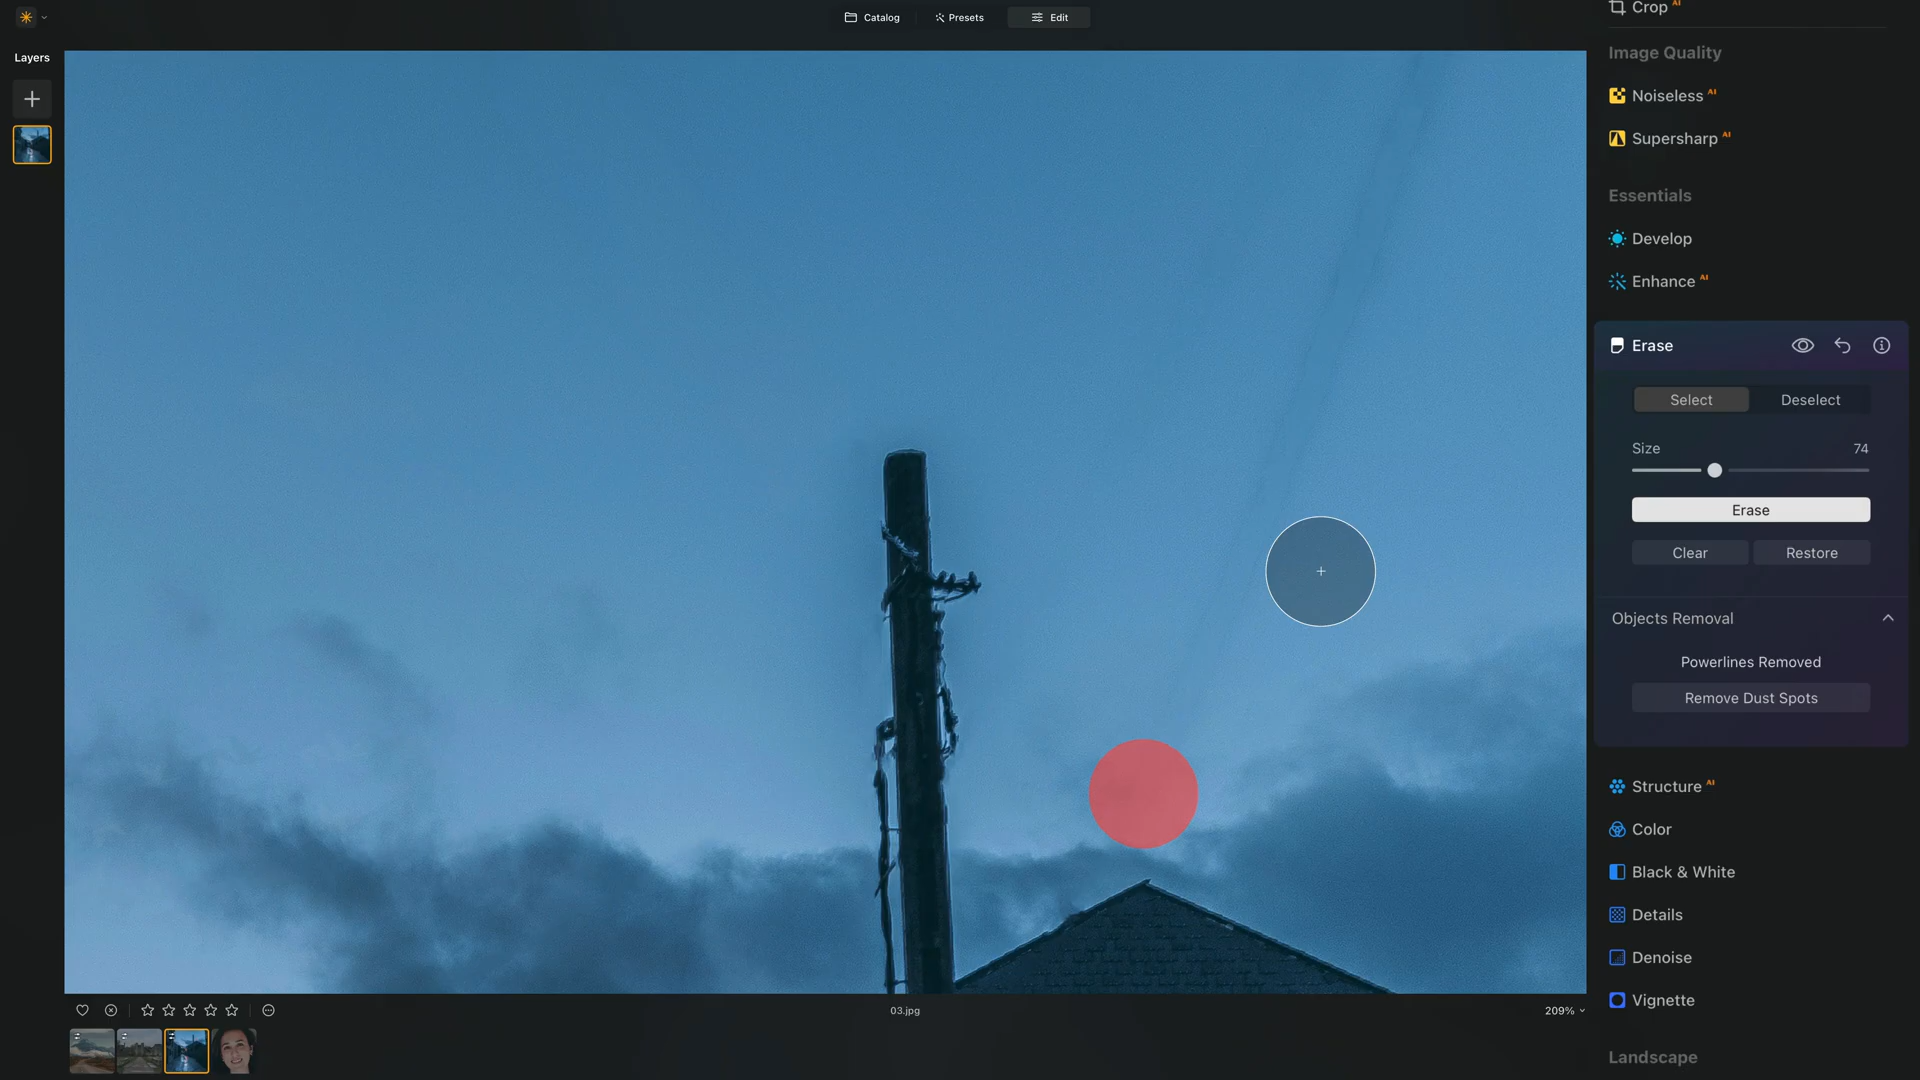 Catalog
Presets
Edit
Crop AI
Layers
Image Quality
Noiseless AI
Supersharp AI
Essentials
Develop
Enhance AI
Erase
Select
Deselect
Size
74
Erase
Clear
Restore
Objects Removal
Powerlines Removed
Remove Dust Spots
Structure AI
Color
Black & White
Details
Denoise
Vignette
Landscape
03.jpg
209%